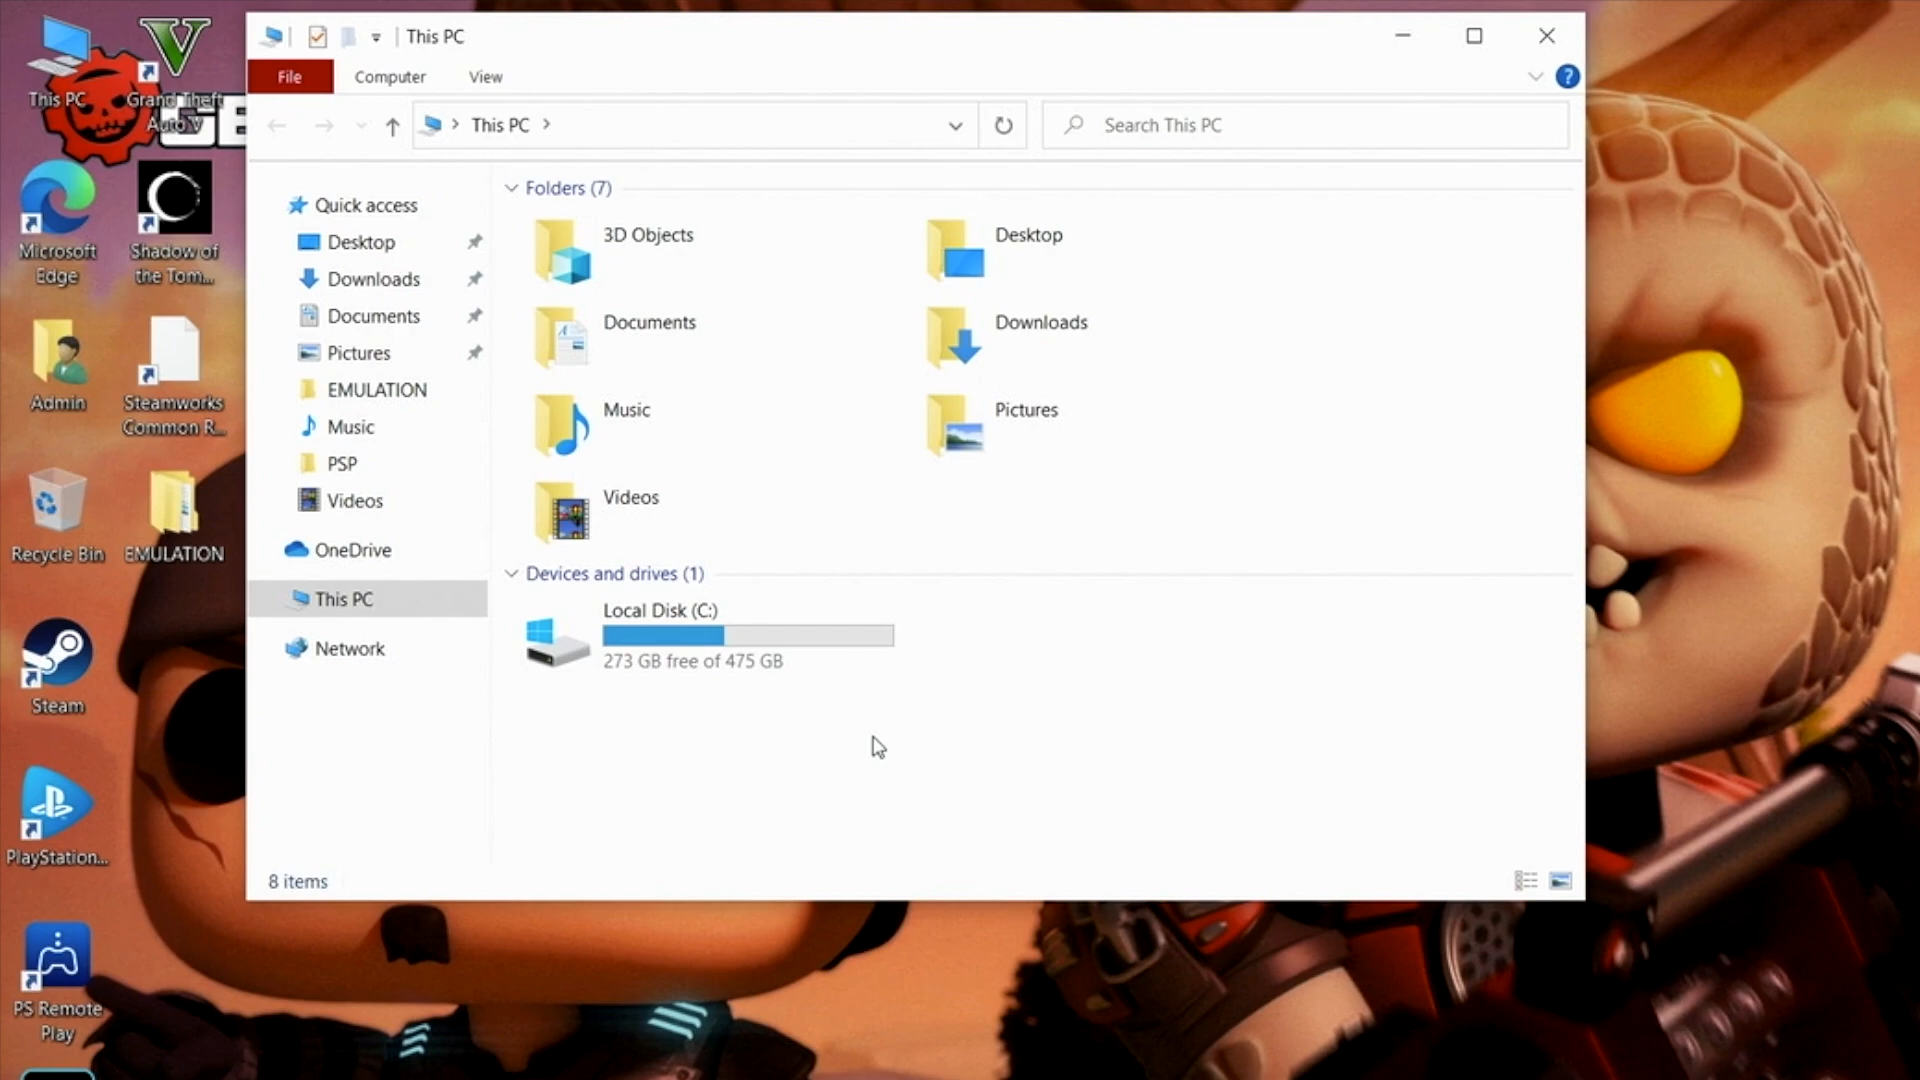 This PC
File
Computer
View
?
This PC
Search This PC
Quick access
Desktop
Downloads
Documents
Pictures
EMULATION
Music
PSP
Videos
OneDrive
This PC
Network
Folders (7)
3D Objects
Desktop
Documents
Downloads
Music
Pictures
Videos
Devices and drives (1)
Local Disk (C:)
273 GB free of 475 GB
8 items
This PC
Grand Theft
Auto V
GE
Microsoft
Edge
Shadow of
the Tom...
Admin
Steamworks
Common R...
Recycle Bin
EMULATION
Steam
PlayStation...
PS Remote
Play